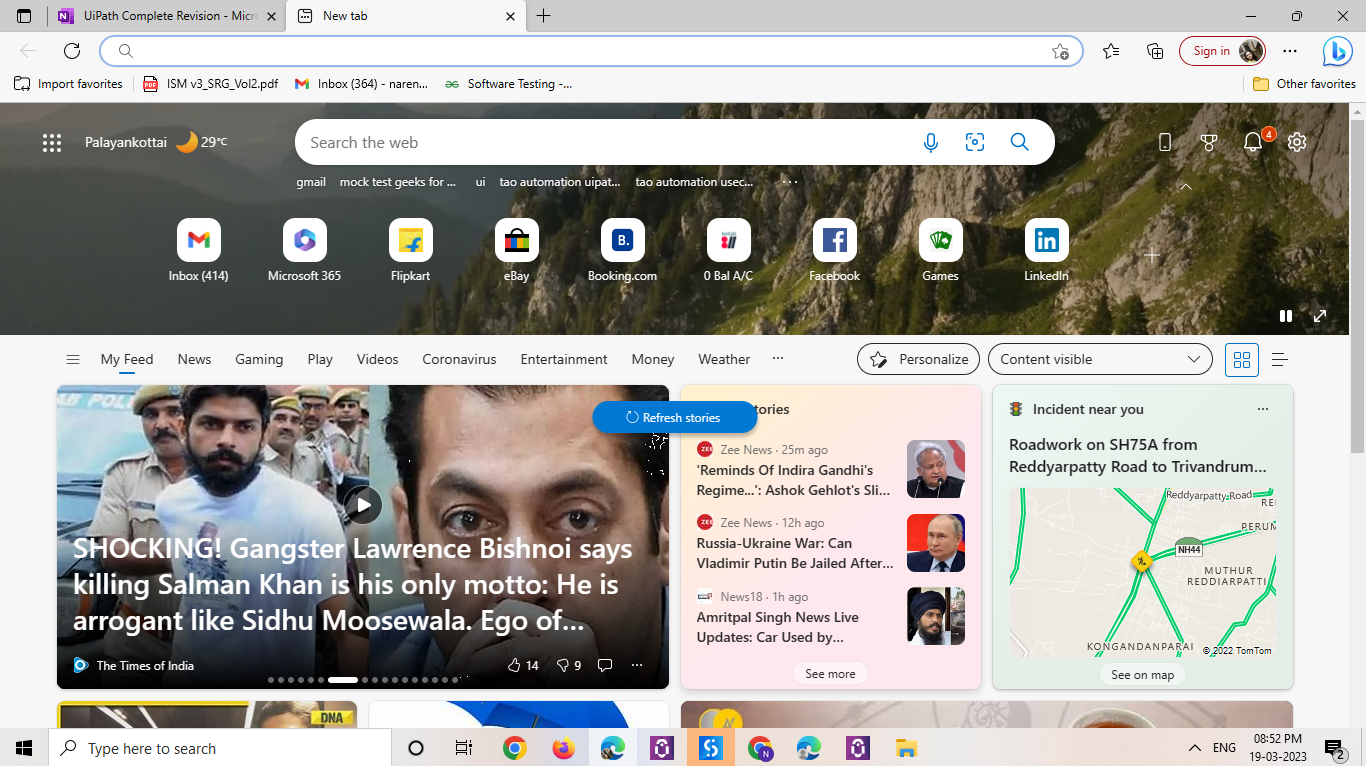 UiPath Complete Revision - Micro
New tab
Sign in
Import favorites
ISM v3_SRG_Vol2.pdf
Inbox (364) - naren...
Software Testing -...
Other favorites
Palayankottai
29°C
Search the web
4
gmail
mock test geeks for ...
ui
tao automation uipat...
tao automation usec...
Inbox (414)
Microsoft 365
Flipkart
eBay
B.
Booking.com
0 Bal A/C
Facebook
Games
LinkedIn
My Feed
News
Gaming
Play
Videos
Coronavirus
Entertainment
Money
Weather
Personalize
Content visible
Refresh stories
SHOCKING! Gangster Lawrence Bishnoi says
killing Salman Khan is his only motto: He is
arrogant like Sidhu Moosewala. Ego of...
The Times of India
14
9
tories
Zee News · 25m ago
'Reminds Of Indira Gandhi's
Regime...': Ashok Gehlot's Sli...
Zee News · 12h ago
Russia-Ukraine War: Can
Vladimir Putin Be Jailed After...
News18 · 1h ago
Amritpal Singh News Live
Updates: Car Used by...
See more
Incident near you
Roadwork on SH75A from
Reddyarpatty Road to Trivandrum...
Reddyarpatty Road
REI
PERUM
NH44
MUTHUR
REDDIARPATTI
KONGANDANPARAI
© 2022 TomTom
See on map
DNA
Type here to search
ENG
08:52 PM
19-03-2023
2